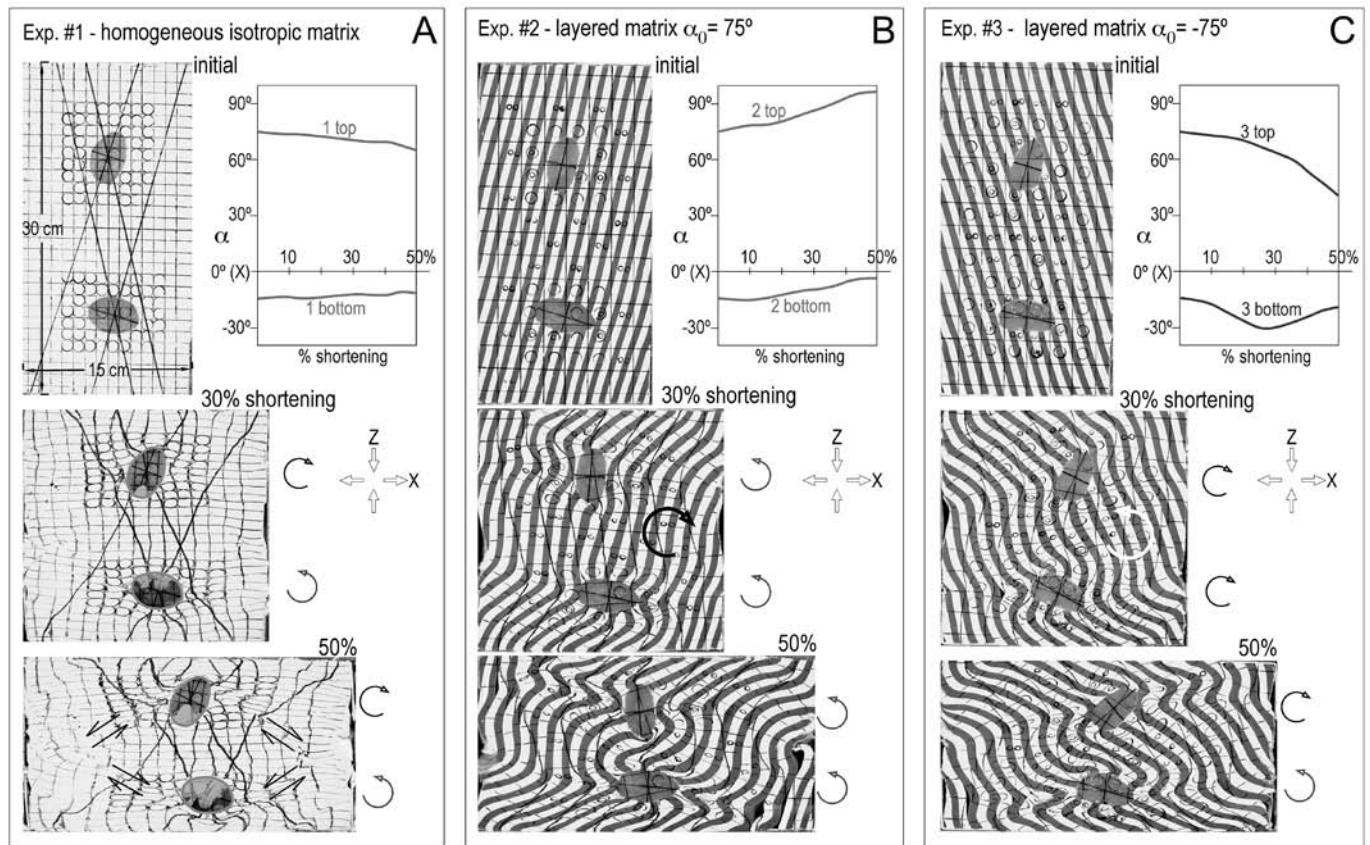 Exp. #1 - homogeneous isotropic matrix
A
initial
90º
1 top
60º
30º
30 cm
α
10
30
50%
0º (X)
1 bottom
-30º
15 cm
% shortening
30% shortening
Z
X
50%
Exp. #2 - layered matrix α0= 75º
B
initial
90º
2 top
60º
30º
α
10
30
50%
0º (X)
2 bottom
-30º
% shortening
30% shortening
Z
X
50%
Exp. #3 - layered matrix α0= -75º
C
initial
90º
3 top
60º
30º
α
10
30
50%
0º (X)
3 bottom
-30º
% shortening
30% shortening
Z
X
50%